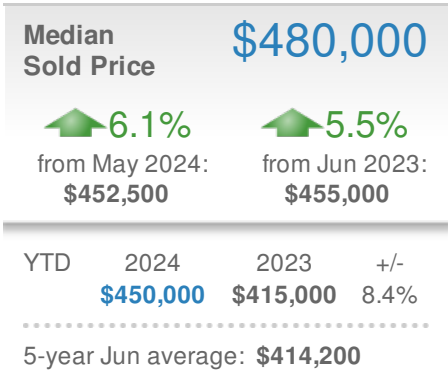 Median
Sold Price
$480,000
6.1%
from May 2024:
$452,500
5.5%
from Jun 2023:
$455,000
YTD 2024 2023 +/-
$450,000 $415,000 8.4%
5-year Jun average: $414,200